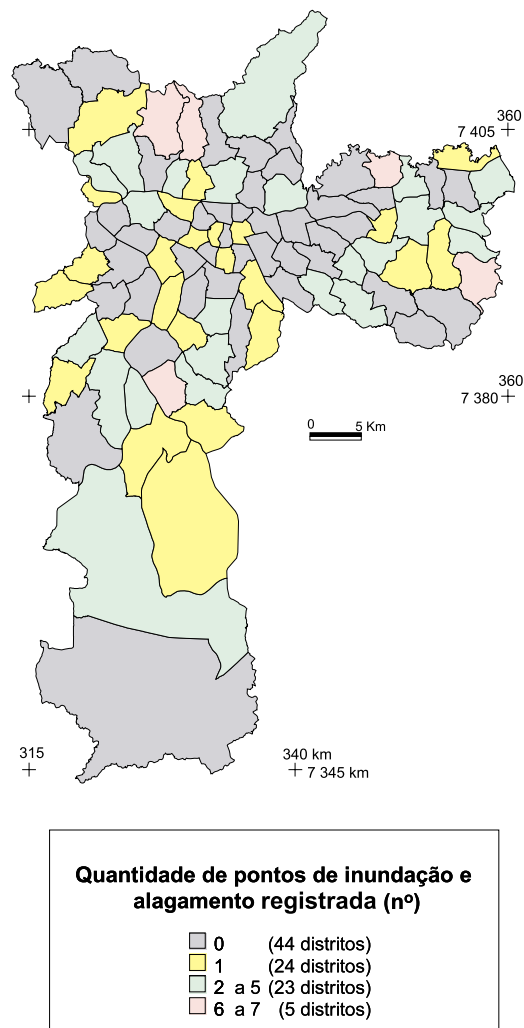 360
7 405
360
7 380
0 5 Km
315
340 km
7 345 km
Quantidade de pontos de inundação e
alagamento registrada (nº)
0 (44 distritos)
1 (24 distritos)
2 a 5 (23 distritos)
6 a 7 (5 distritos)